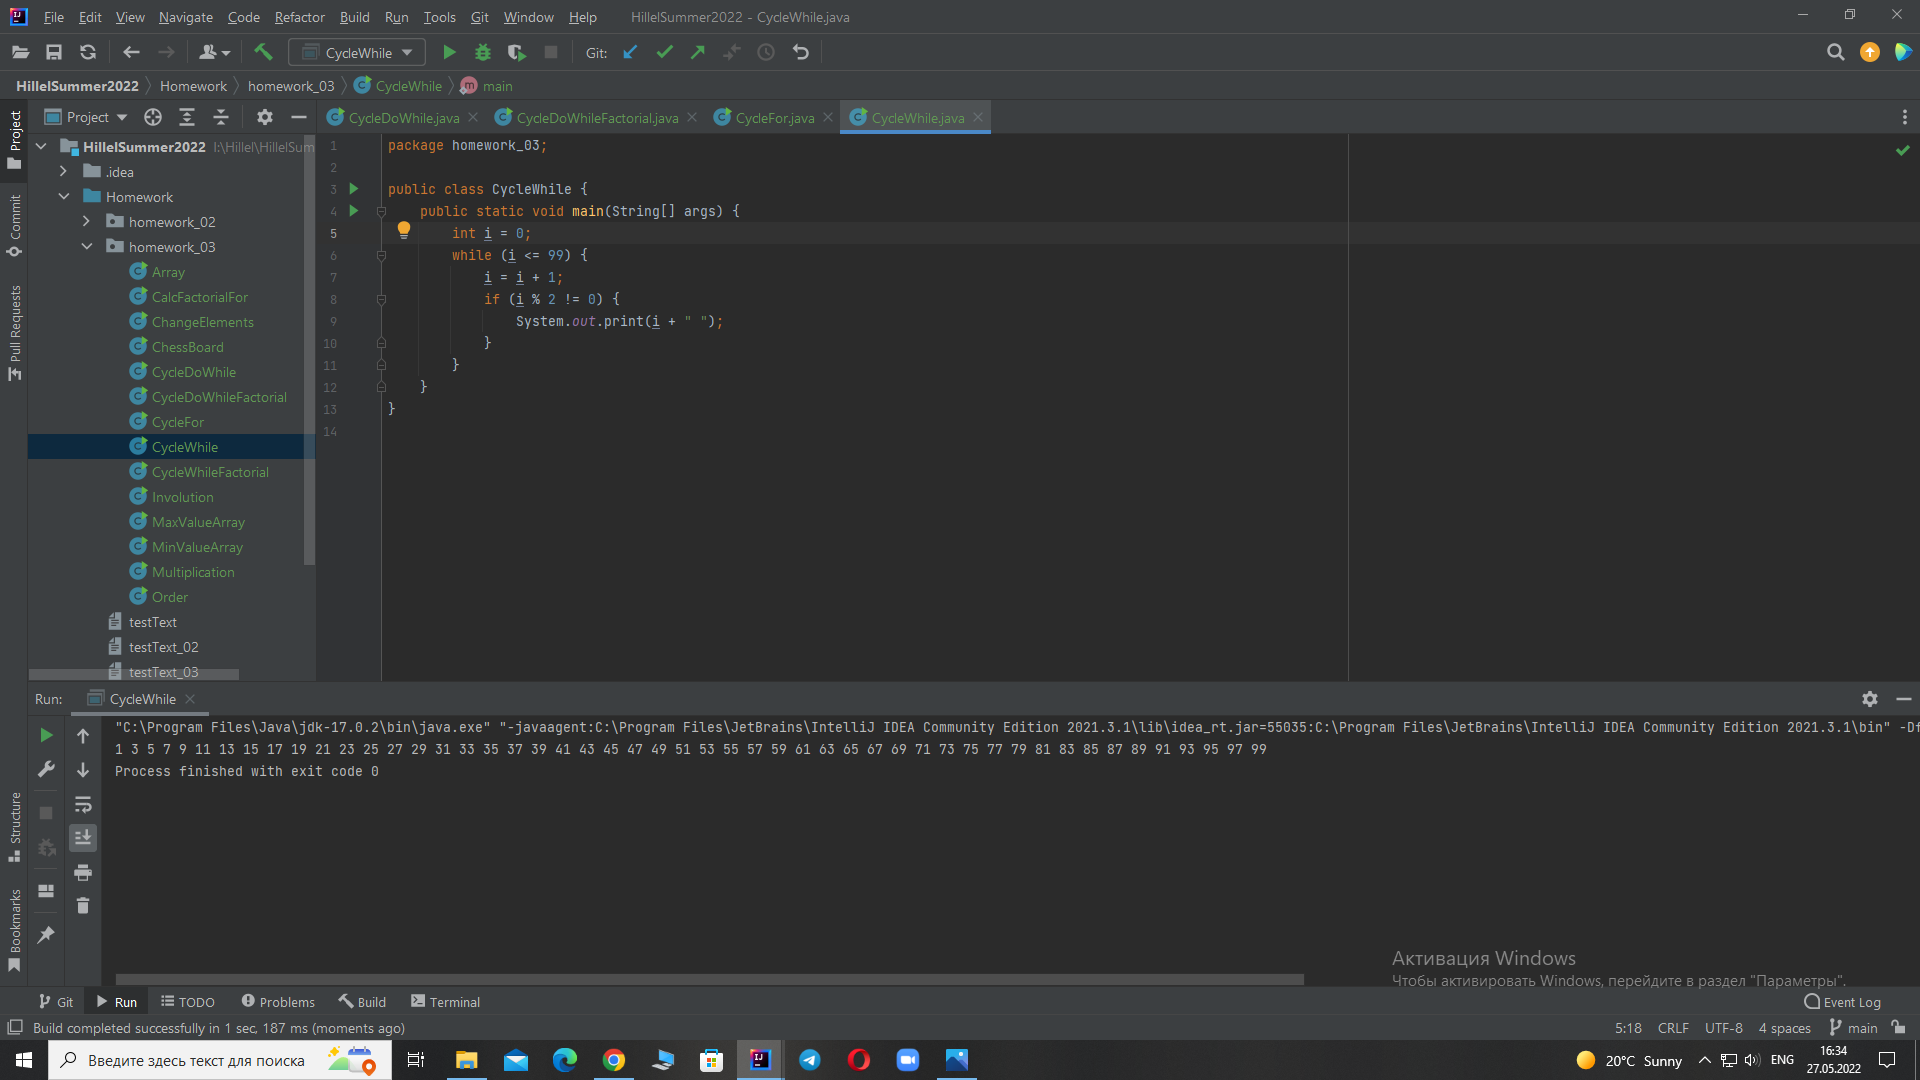 File Edit View Navigate Code Refactor Build Run Tools Git Window Help HillelSummer2022 - CycleWhile.java
CycleWhile Git:
HillelSummer2022 Homework homework_03 CycleWhile main
Project
CycleDoWhile.java CycleDoWhileFactorial.java CycleFor.java CycleWhile.java
Project
Commit
Pull Requests
HillelSummer2022 I:\Hillel\HillelSum
.idea
Homework
homework_02
homework_03
Array
CalcFactorialFor
ChangeElements
ChessBoard
CycleDoWhile
CycleDoWhileFactorial
CycleFor
CycleWhile
CycleWhileFactorial
Involution
MaxValueArray
MinValueArray
Multiplication
Order
testText
testText_02
testText_03
1 package homework_03;
2
3 public class CycleWhile {
4 public static void main(String[] args) {
5 int i = 0;
6 while (i <= 99) {
7 i = i + 1;
8 if (i % 2 != 0) {
9 System.out.print(i + " ");
10 }
11 }
12 }
13 }
14
Run: CycleWhile
"C:\Program Files\Java\jdk-17.0.2\bin\java.exe" "-javaagent:C:\Program Files\JetBrains\IntelliJ IDEA Community Edition 2021.3.1\lib\idea_rt.jar=55035:C:\Program Files\JetBrains\IntelliJ IDEA Community Edition 2021.3.1\bin" -Df
1 3 5 7 9 11 13 15 17 19 21 23 25 27 29 31 33 35 37 39 41 43 45 47 49 51 53 55 57 59 61 63 65 67 69 71 73 75 77 79 81 83 85 87 89 91 93 95 97 99
Process finished with exit code 0
Structure
Bookmarks
Активация Windows
Чтобы активировать Windows, перейдите в раздел "Параметры".
Git Run TODO Problems Build Terminal Event Log
Build completed successfully in 1 sec, 187 ms (moments ago) 5:18 CRLF UTF-8 4 spaces main
Введите здесь текст для поиска 20°C Sunny ENG 16:34
27.05.2022